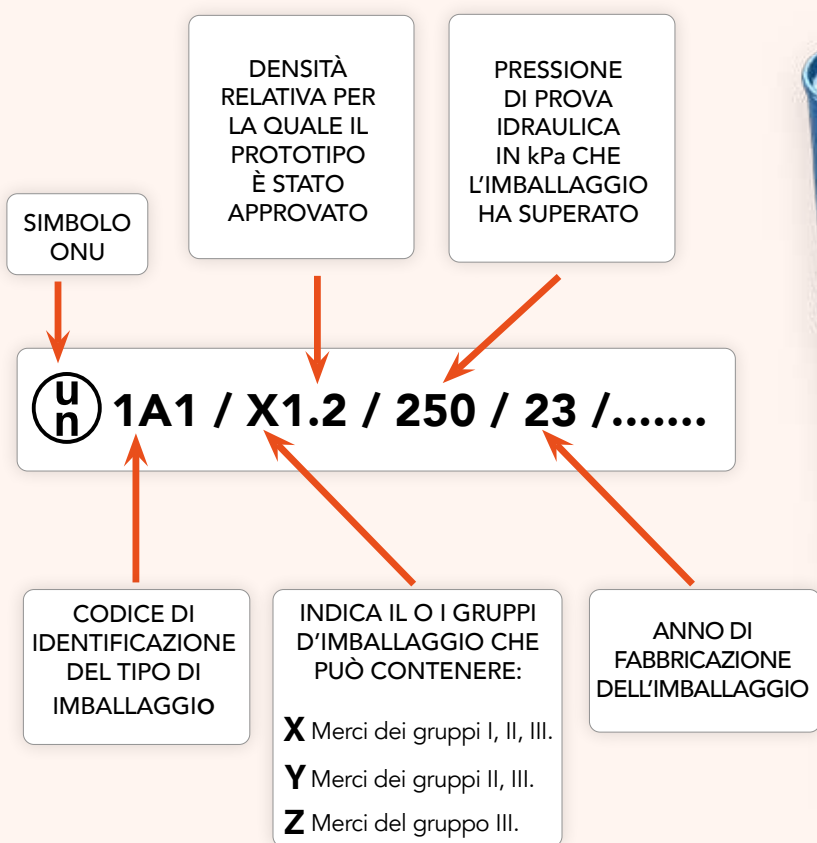 DENSITÀ
RELATIVA PER
LA QUALE IL
PROTOTIPO
È STATO
APPROVATO
PRESSIONE
DI PROVA
IDRAULICA
IN kPa CHE
L'IMBALLAGGIO
HA SUPERATO
SIMBOLO
ONU
un 1A1 / X1.2 / 250 / 23 /.......
CODICE DI
IDENTIFICAZIONE
DEL TIPO DI
IMBALLAGGIO
INDICA IL O I GRUPPI
D'IMBALLAGGIO CHE
PUÒ CONTENERE:
X Merci dei gruppi I, II, III.
Y Merci dei gruppi II, III.
Z Merci del gruppo III.
ANNO DI
FABBRICAZIONE
DELL'IMBALLAGGIO